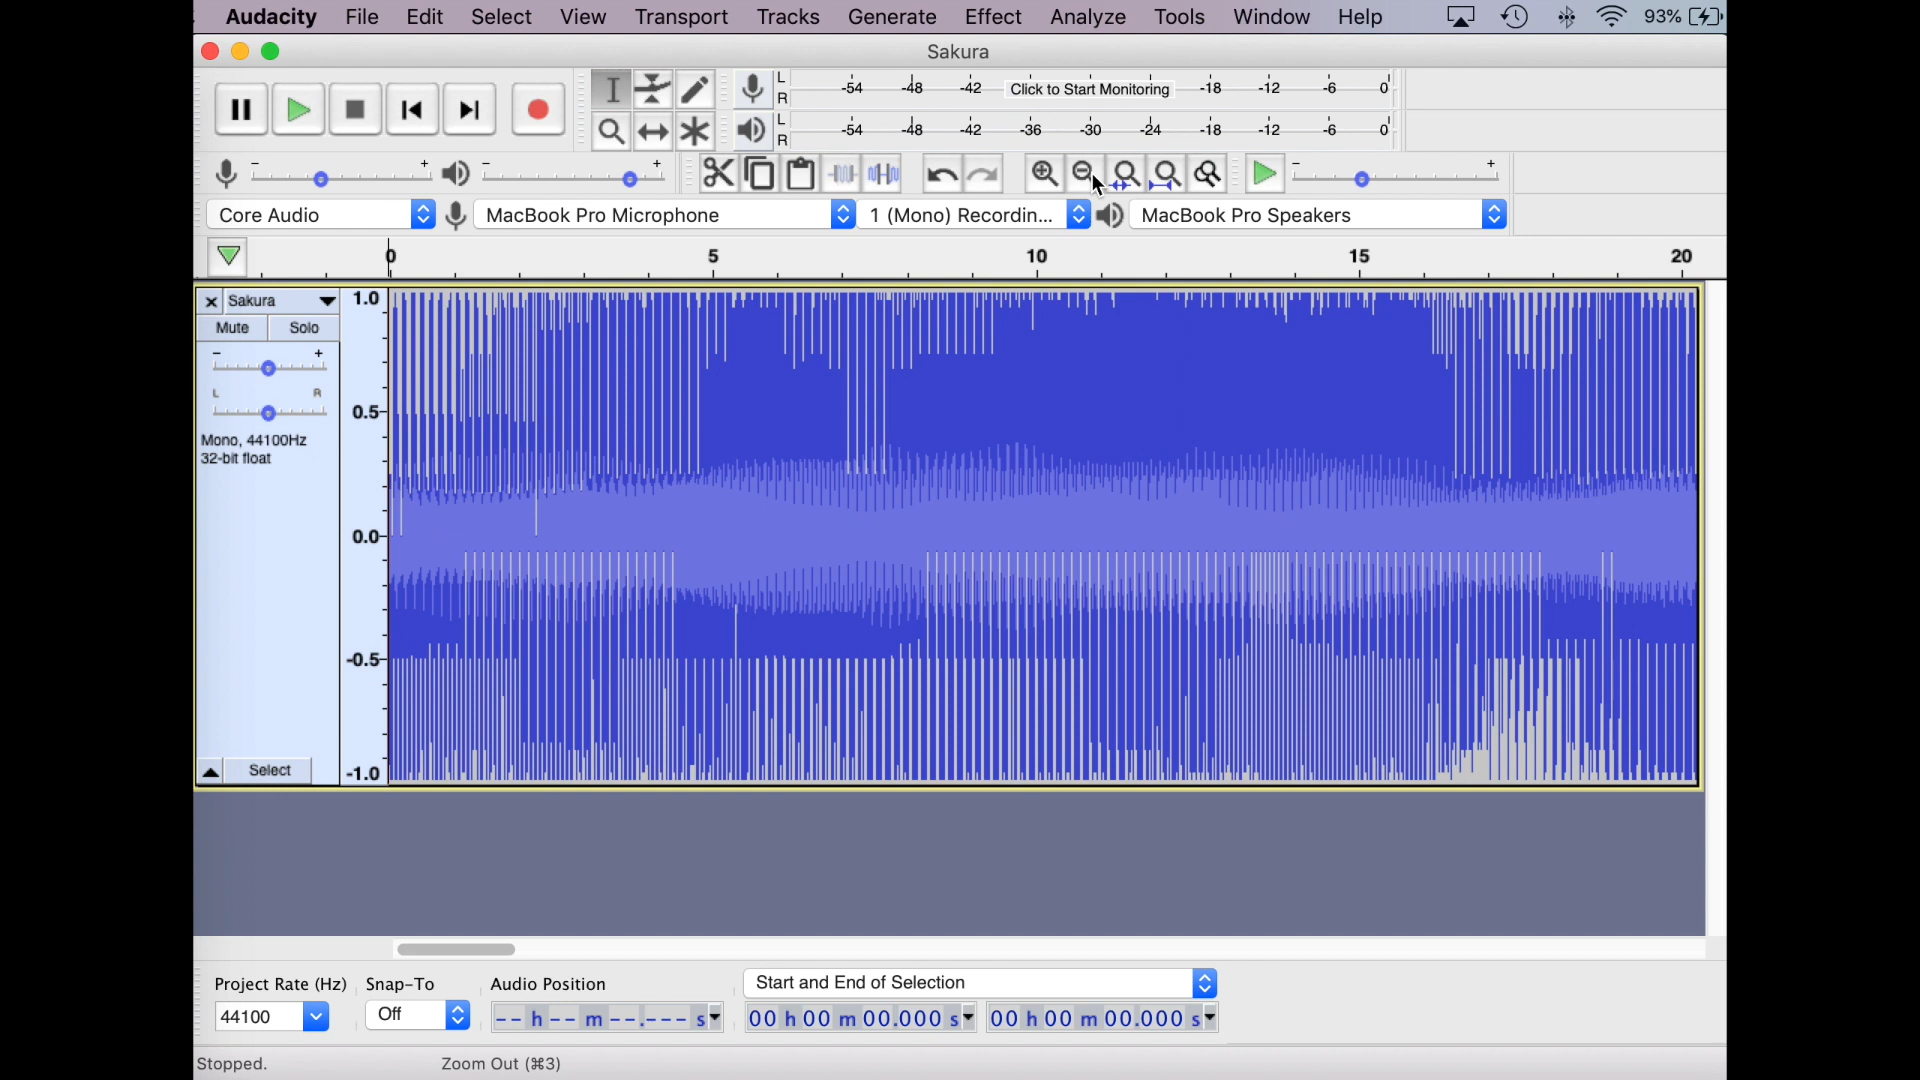 Audacity File Edit Select View Transport Tracks Generate Effect Analyze Tools Window Help 93%
Sakura
L
R
-54 -48 -42 Click to Start Monitoring -18 -12 -6 0
L
R
-54 -48 -42 -36 -30 -24 -18 -12 -6 0
- + - + - +
Core Audio MacBook Pro Microphone 1 (Mono) Recordin... MacBook Pro Speakers
0 5 10 15 20
Sakura 1.0
Mute Solo
- +
L R
0.5
Mono, 44100Hz
32-bit float
0.0
-0.5
Select -1.0
Project Rate (Hz) Snap-To Audio Position Start and End of Selection
44100 Off -- h -- m --.--- s 00 h 00 m 00.000 s 00 h 00 m 00.000 s
Stopped. Zoom Out (⌘3)